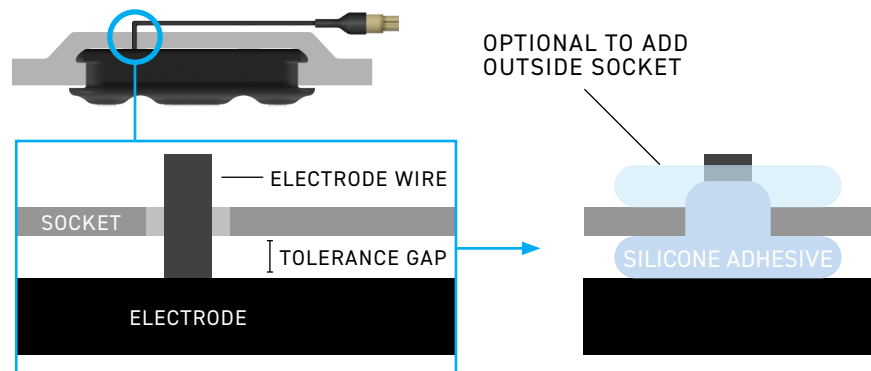 OPTIONAL TO ADD
OUTSIDE SOCKET
ELECTRODE WIRE
SOCKET
TOLERANCE GAP
SILICONE ADHESIVE
ELECTRODE